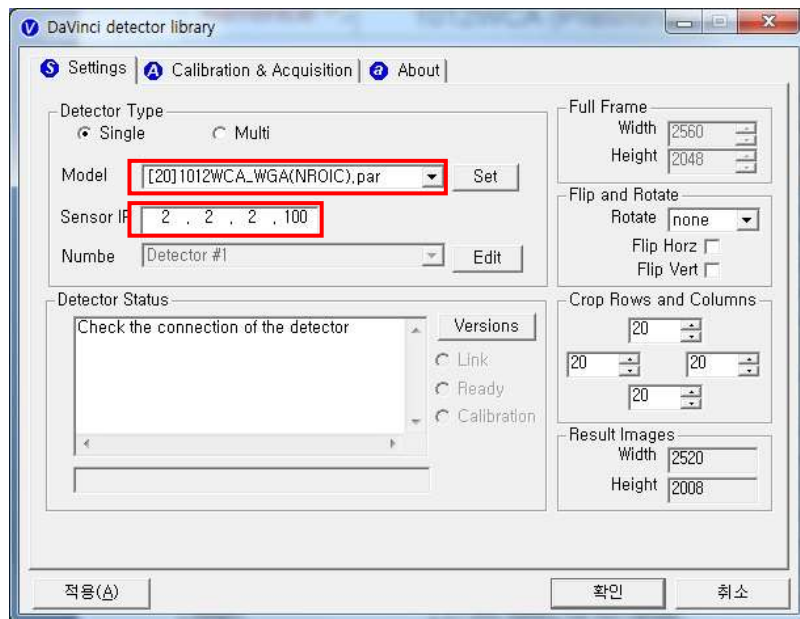 DaVinci detector library
Settings
Calibration & Acquisition
About
Detector Type
Single
Multi
Model
[20]1012WCA_WGA(NROIC),par
Set
Sensor IP
2 . 2 . 2 . 100
Numbe
Detector #1
Edit
Detector Status
Check the connection of the detector
Versions
Link
Ready
Calibration
Full Frame
Width 2560
Height 2048
Flip and Rotate
Rotate none
Flip Horz
Flip Vert
Crop Rows and Columns
20
20 20
20
Result Images
Width 2520
Height 2008
적용(A)
확인
취소